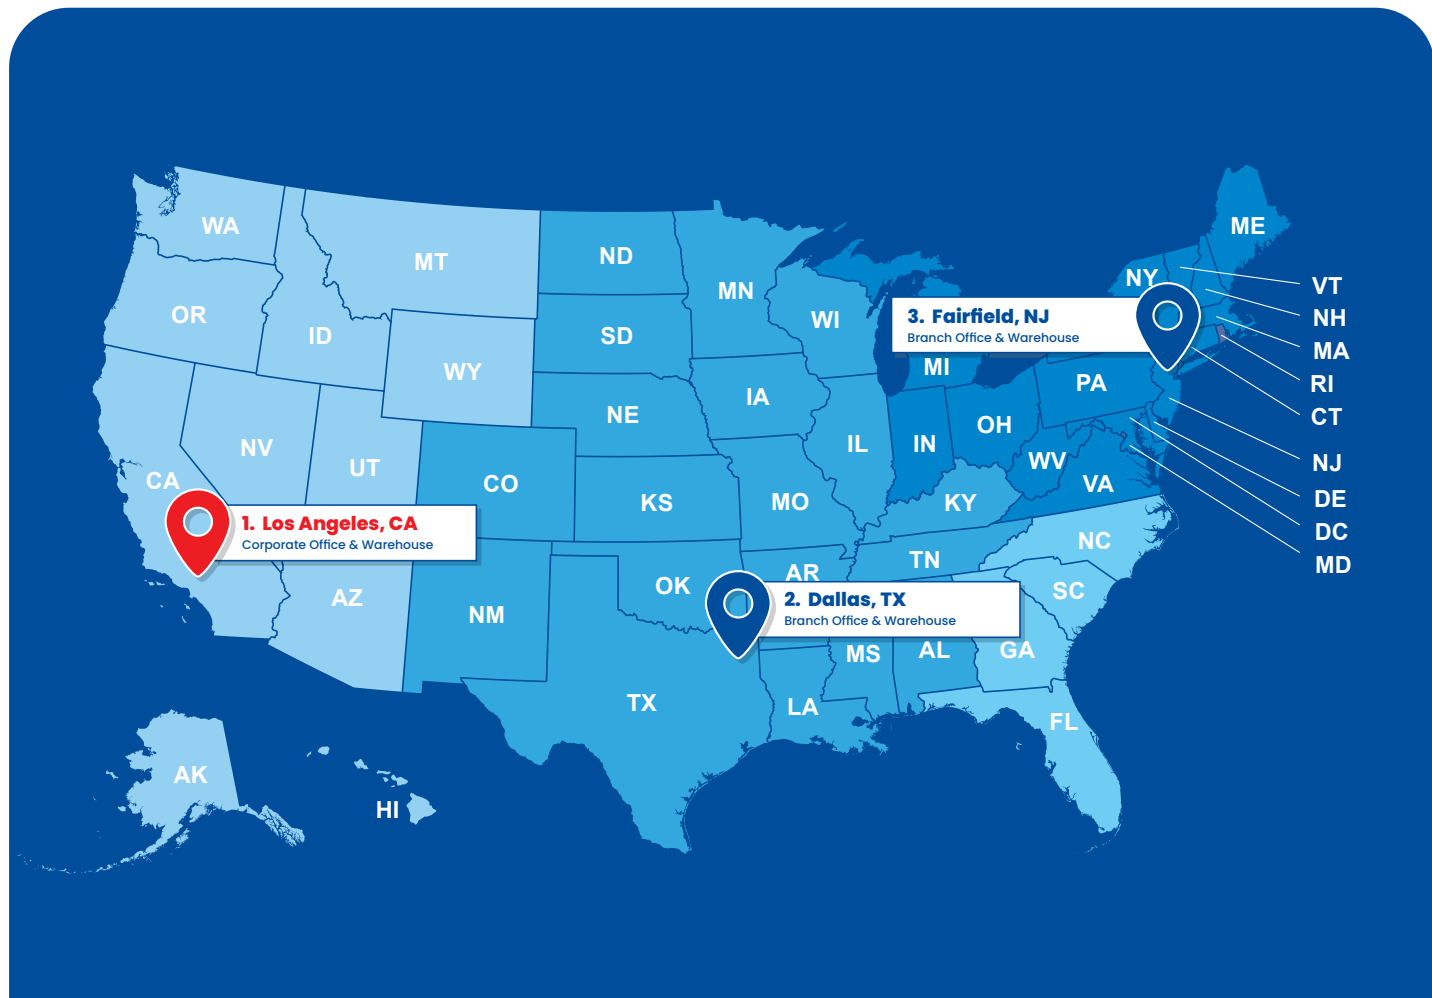 WA
MT
ND
MN
ME
NY
VT
OR
ID
SD
WI
3. Fairfield, NJ
Branch Office & Warehouse
NH
MA
WY
MI
PA
RI
NE
IA
CT
NV
UT
CO
IL
IN
OH
WV
NJ
CA
KS
MO
KY
VA
DE
1. Los Angeles, CA
Corporate Office & Warehouse
NC
DC
AZ
NM
OK
AR
TN
SC
MD
2. Dallas, TX
Branch Office & Warehouse
MS
AL
GA
TX
LA
FL
AK
HI